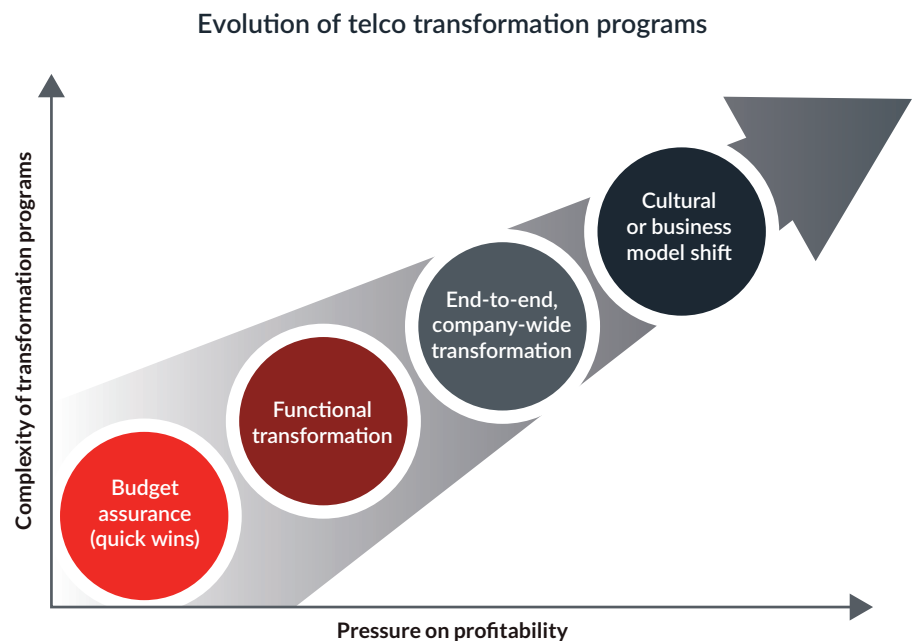 Evolution of telco transformation programs
Complexity of transformation programs
Cultural
or business
model shift
End-to-end,
company-wide
transformation
Functional
transformation
Budget
assurance
(quick wins)
Pressure on profitability